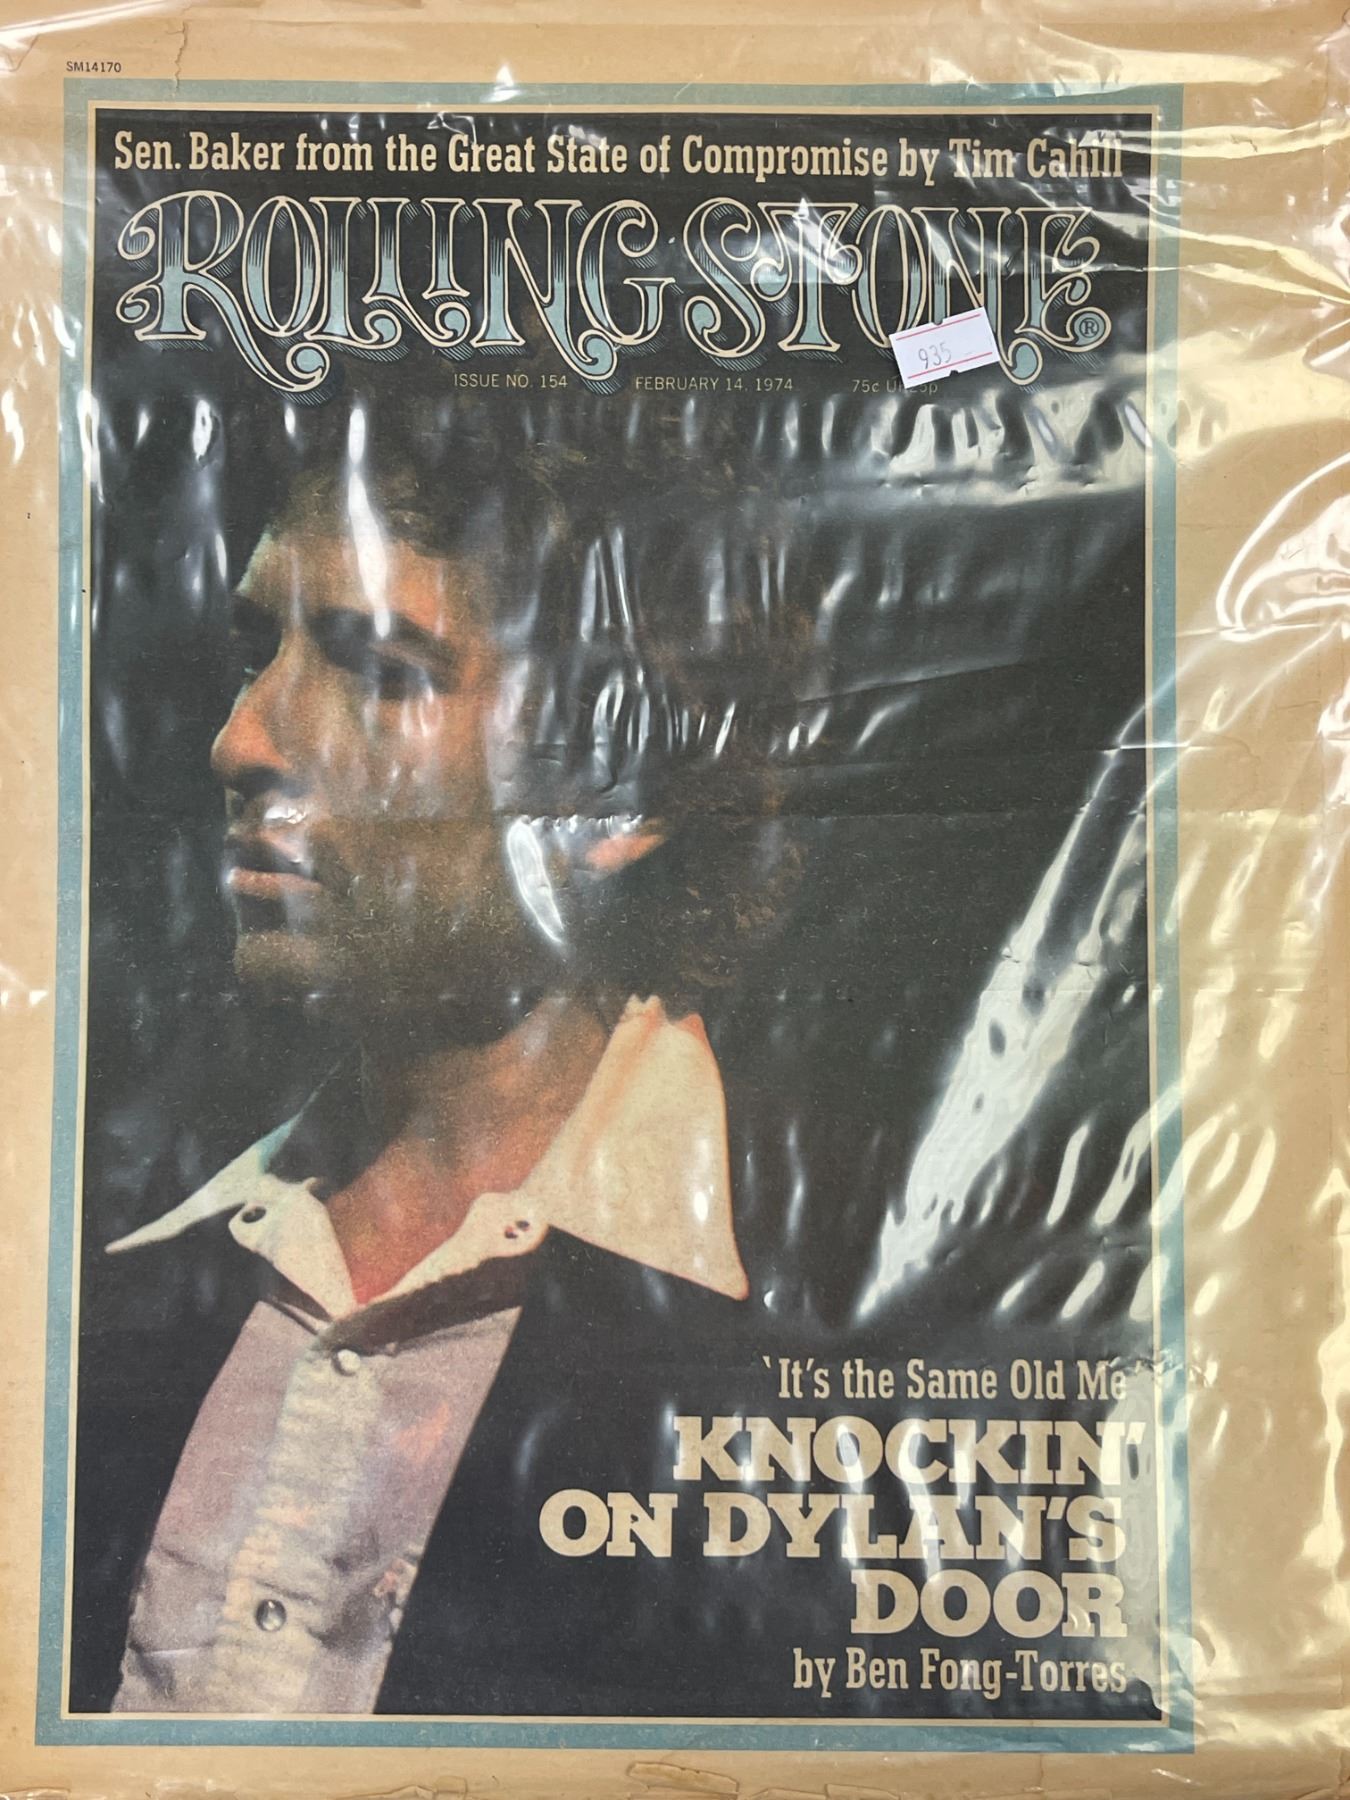 SM14170
Sen. Baker from the Great State of Compromise by Tim Cahill
ROLLING STONE®
935
ISSUE NO. 154 FEBRUARY 14, 1974 75c
'It's the Same Old Me'
KNOCKIN'
ON DYLAN'S
DOOR
by Ben Fong-Torres